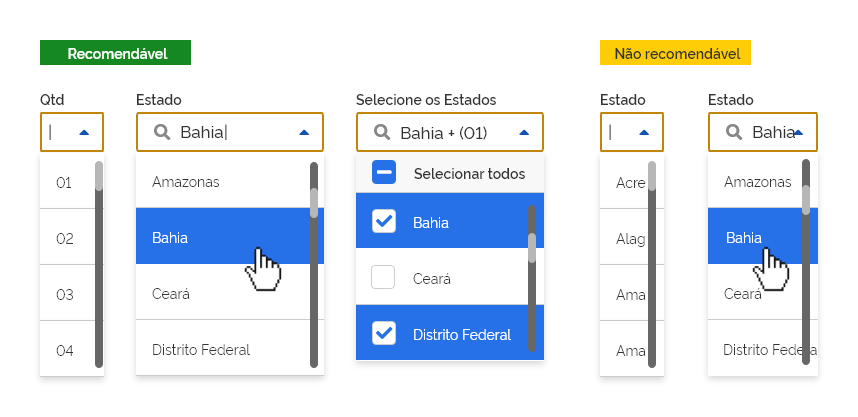 Recomendável
Não recomendável
Qtd
Estado
Selecione os Estados
Estado
Estado
Bahia
Bahia + (01)
Bahia
01
02
03
04
Amazonas
Bahia
Ceará
Distrito Federal
Selecionar todos
Bahia
Ceará
Distrito Federal
Acre
Alag
Ama
Ama
Amazonas
Bahia
Ceará
Distrito Federa